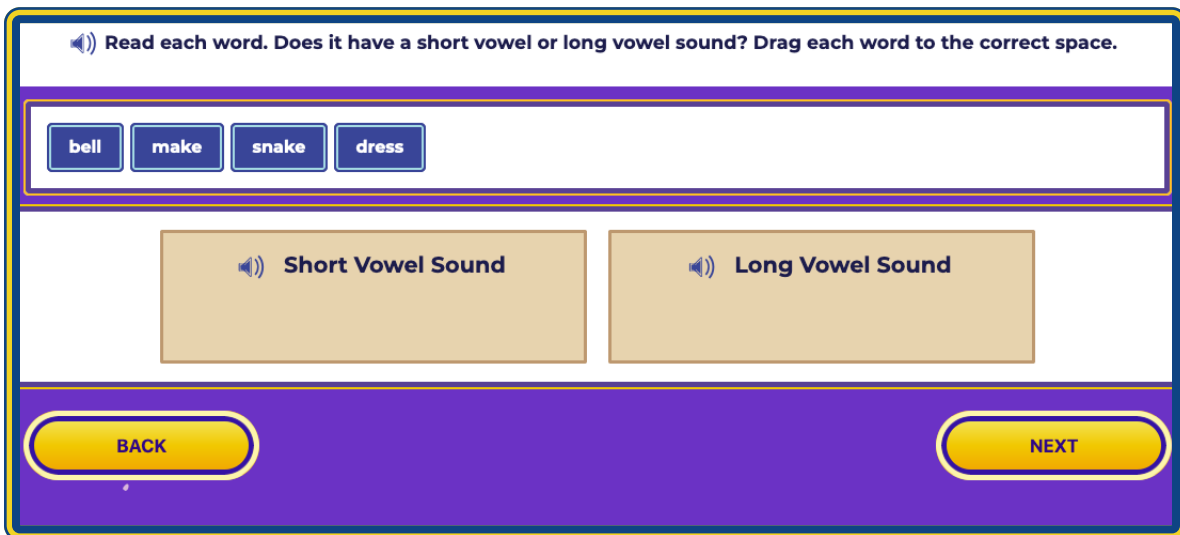 Read each word. Does it have a short vowel or long vowel sound? Drag each word to the correct space.
bell make snake dress
Short Vowel Sound Long Vowel Sound
BACK NEXT